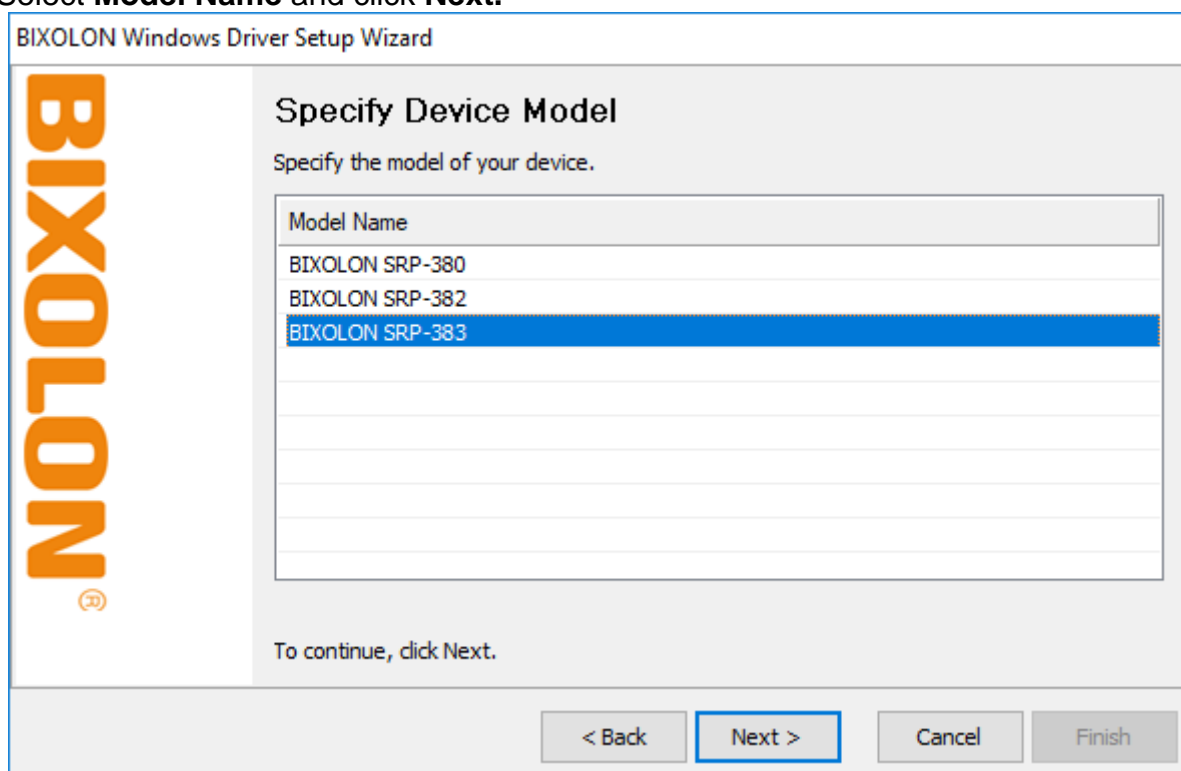 Select Model Name and click Next.
BIXOLON Windows Driver Setup Wizard
BIXOLON®
Specify Device Model
Specify the model of your device.
Model Name
BIXOLON SRP-380
BIXOLON SRP-382
BIXOLON SRP-383
To continue, click Next.
< Back Next > Cancel Finish